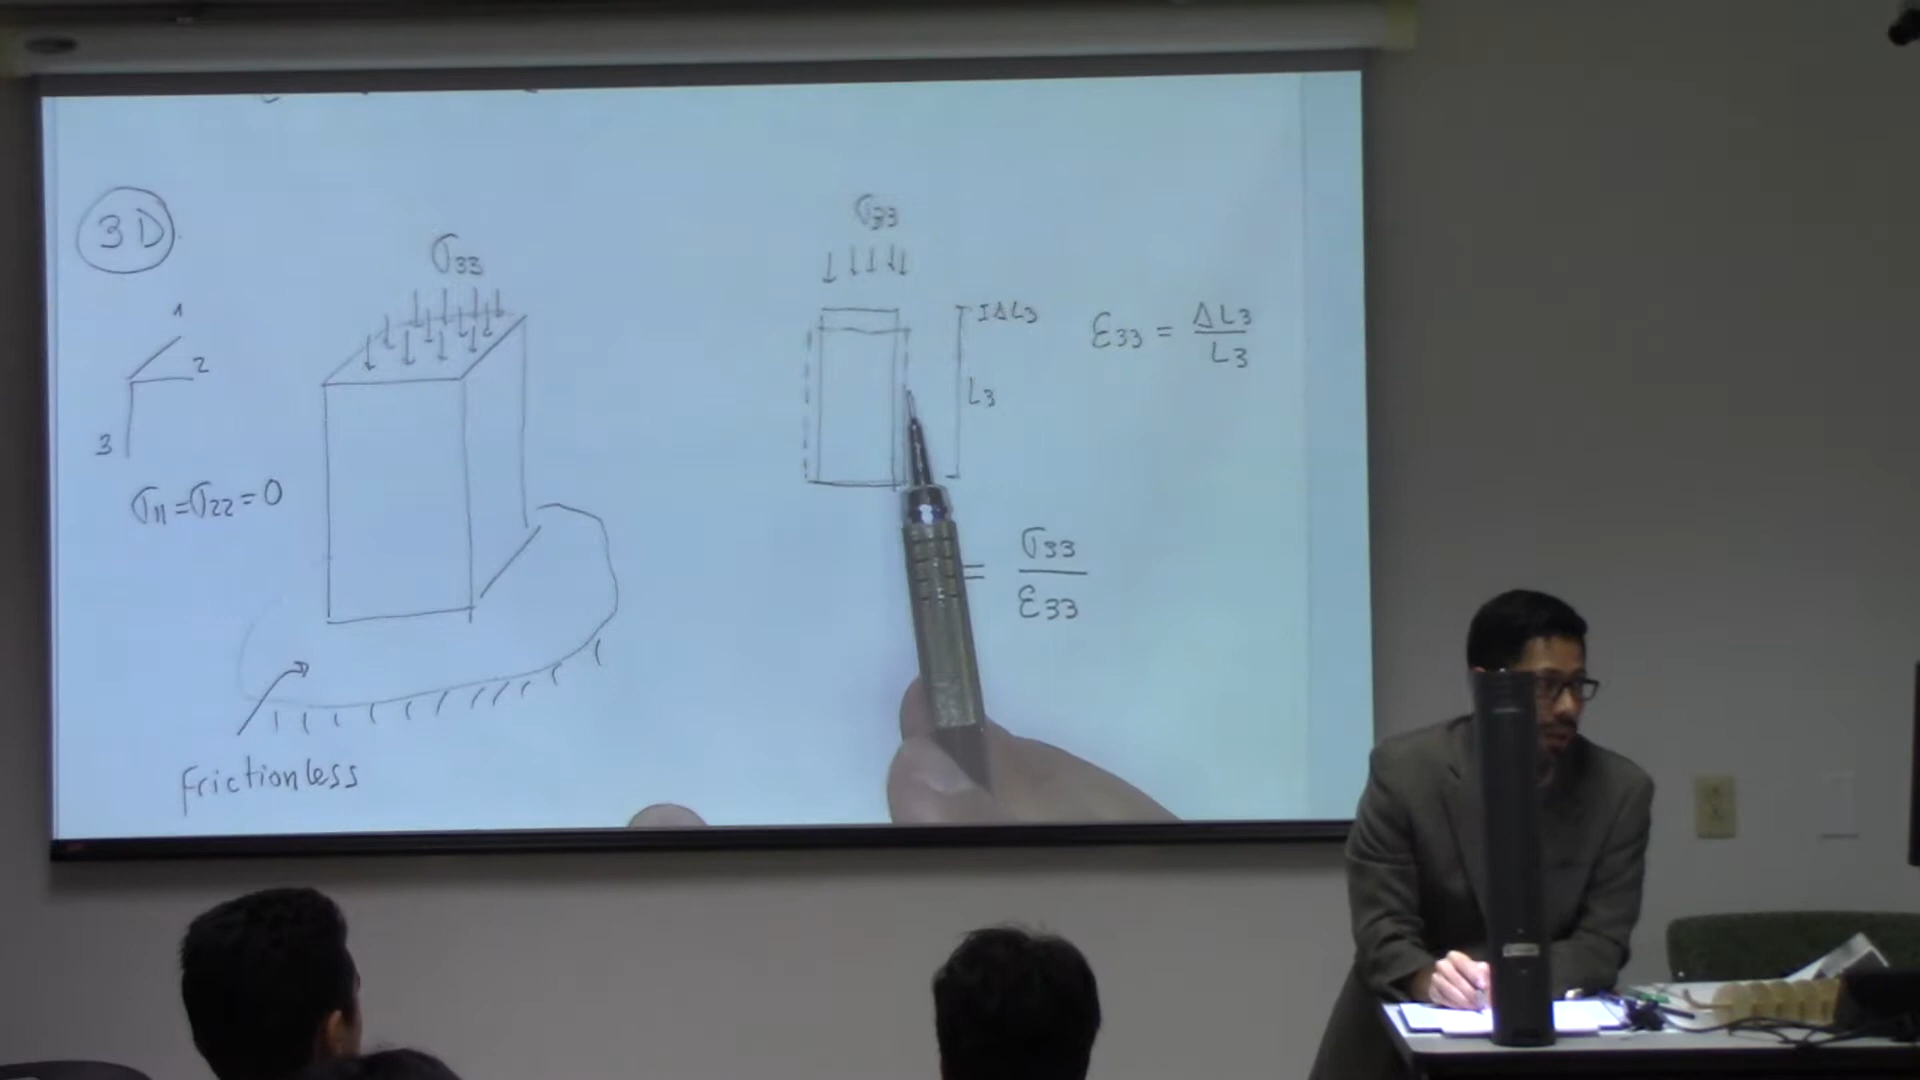 3D
σ33
1
2
3
σ11 = σ22 = 0
Frictionless
σ33
ΔL3
L3
ε33 = ΔL3 / L3
= σ33 / ε33